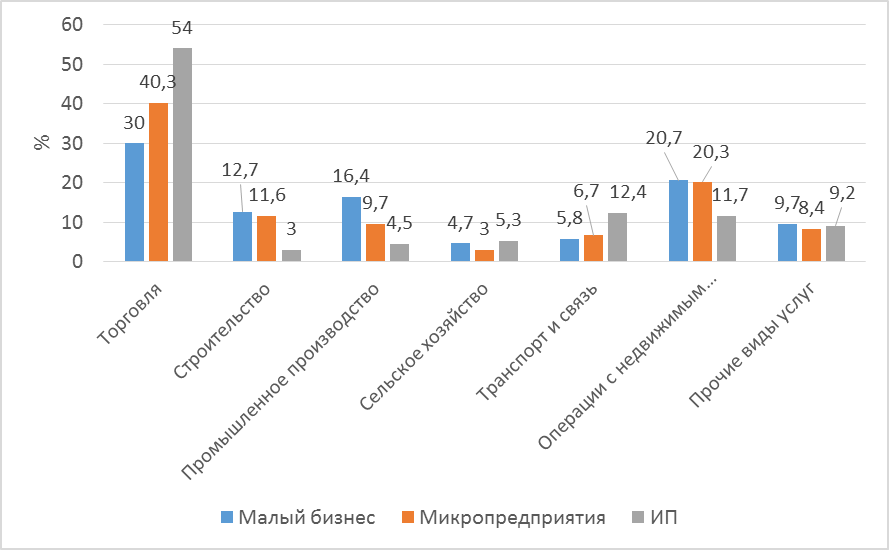 60
50
40
30
20
10
0
%
30
40,3
54
12,7
11,6
3
16,4
9,7
4,5
4,7
3
5,3
5,8
6,7
12,4
20,7
20,3
11,7
9,7
8,4
9,2
Торговля
Строительство
Промышленное производство
Сельское хозяйство
Транспорт и связь
Операции с недвижимым...
Прочие виды услуг
Малый бизнес
Микропредприятия
ИП